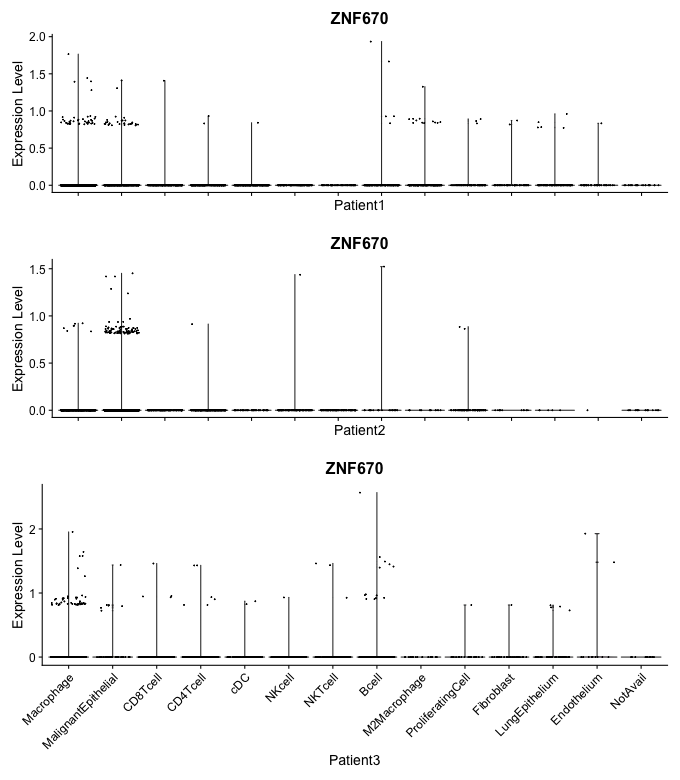 ZNF670
Expression Level
2.0
1.5
1.0
0.5
0.0
Patient1
ZNF670
Expression Level
1.5
1.0
0.5
0.0
Patient2
ZNF670
Expression Level
2
1
0
Macrophage
MalignantEpithelial
CD8Tcell
CD4Tcell
cDC
NKcell
NKTcell
Bcell
M2Macrophage
ProliferatingCell
Fibroblast
LungEpithelium
Endothelium
NotAvail
Patient3